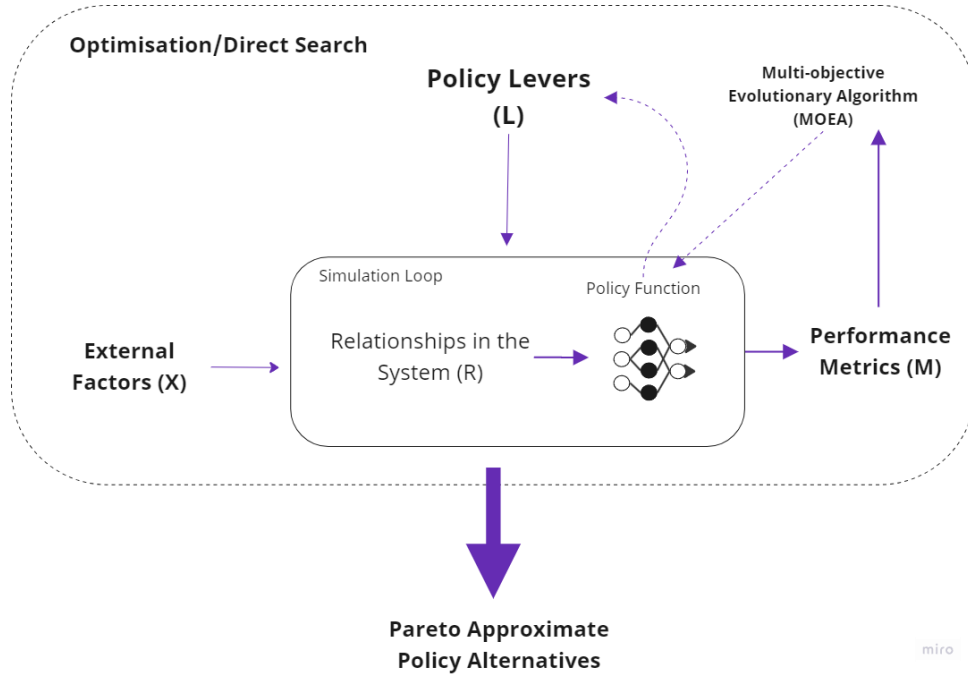 Optimisation/Direct Search
Policy Levers
(L)
Multi-objective
Evolutionary Algorithm
(MOEA)
Simulation Loop
Policy Function
Relationships in the
System (R)
External
Factors (X)
Performance
Metrics (M)
Pareto Approximate
Policy Alternatives
miro